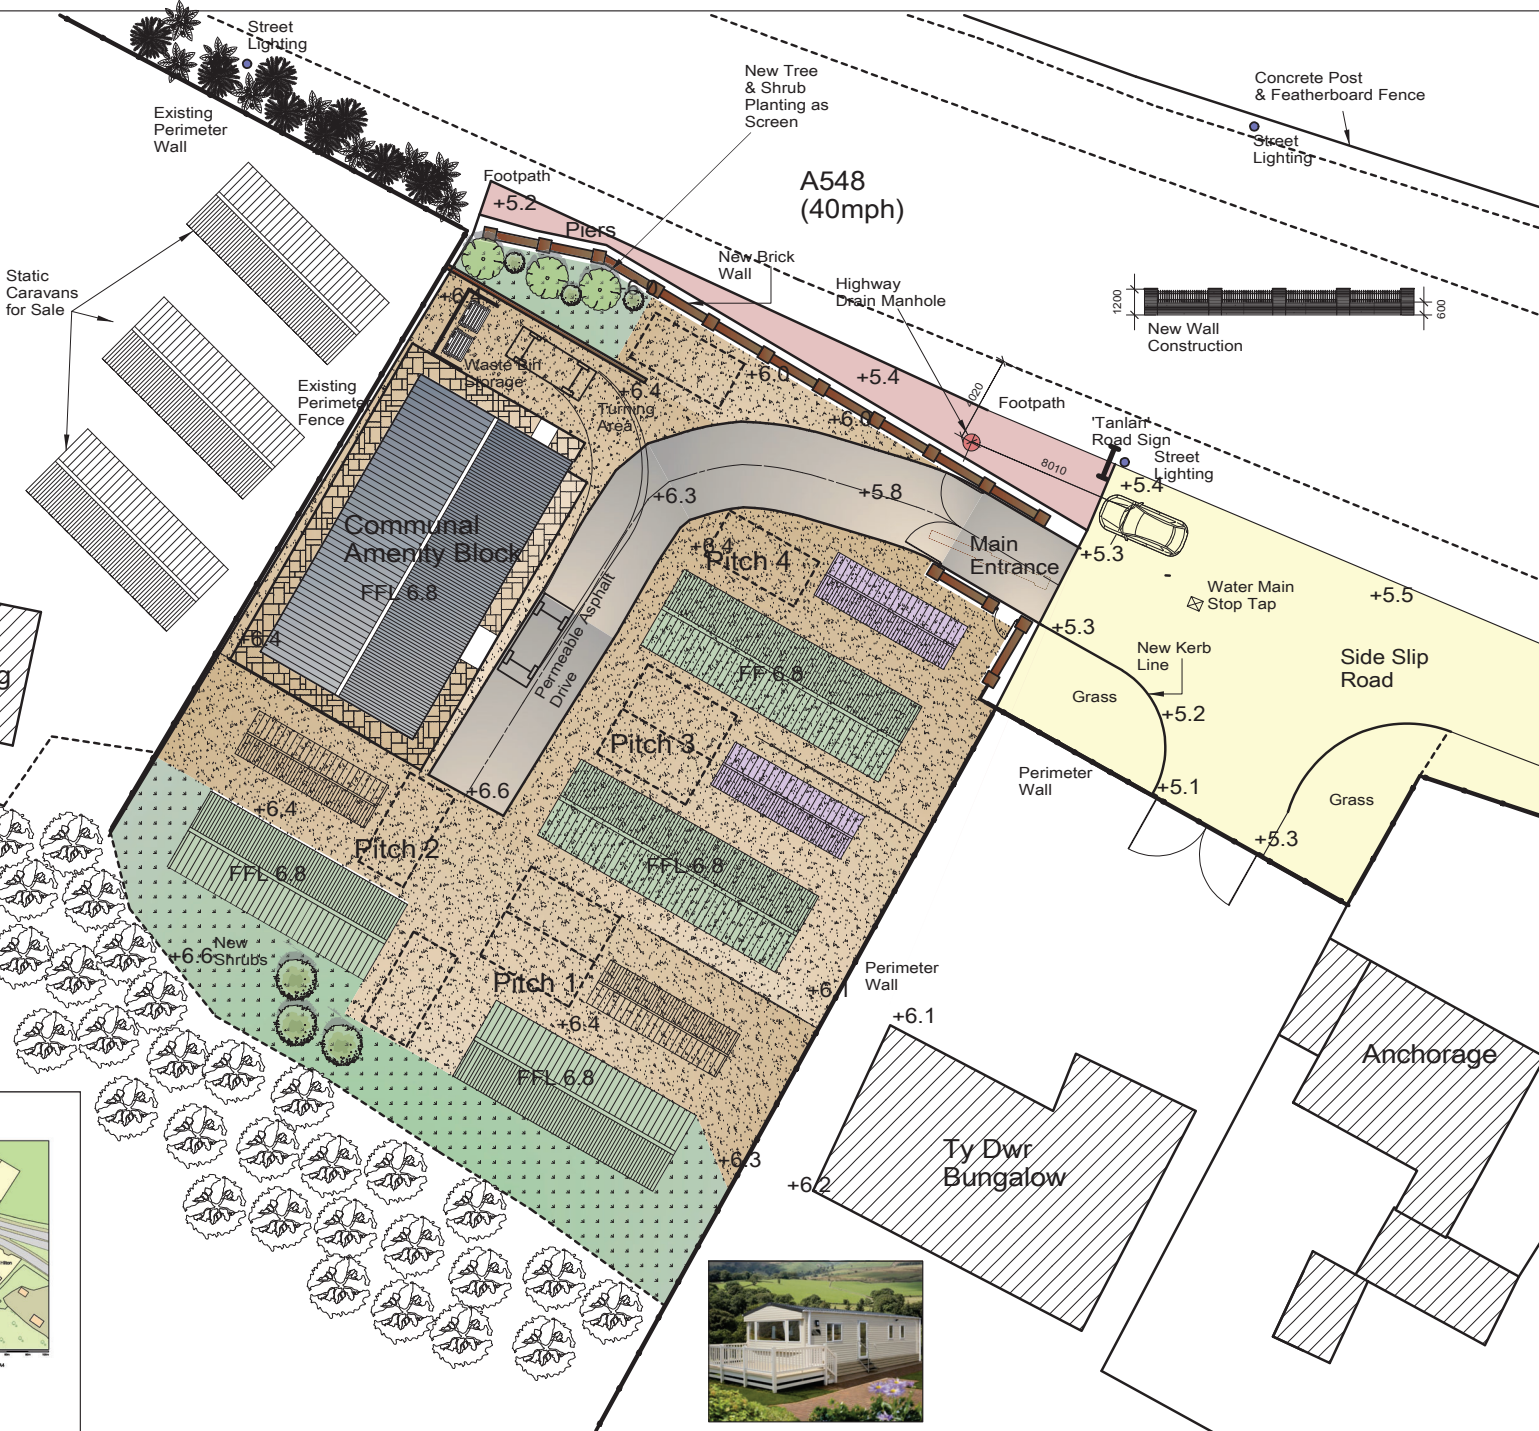 Street
Lighting
Existing
Perimeter
Wall
New Tree
& Shrub
Planting as
Screen
Concrete Post
& Featherboard Fence
Street
Lighting
A548
(40mph)
Footpath
+5.2
Piers
New Brick
Wall
Highway
Drain Manhole
Static
Caravans
for Sale
1200
600
New Wall
Construction
+6.0
Waste Bin
Storage
+6.4
Turning
Area
+6.0
+5.4
+6.0
Footpath
8010
'Tanlan'
Road Sign
Street
Lighting
+5.4
Existing
Perimeter
Fence
Communal
Amenity Block
FFL 6.8
+6.4
+6.3
+5.8
Main
Entrance
+5.3
Water Main
Stop Tap
+5.5
+6.4
Pitch 4
Permeable Asphalt
Drive
+5.3
New Kerb
Line
Side Slip
Road
Grass
+5.2
FF 6.8
g
Pitch 3
Perimeter
Wall
+5.1
Grass
+5.3
+6.6
+6.4
Pitch 2
FFL 6.8
FFL 6.8
+6.6
New
Shrubs
Pitch 1
+6.4
FFL 6.8
+6.1
Perimeter
Wall
+6.1
Anchorage
+6.3
+6.2
Ty Dwr
Bungalow